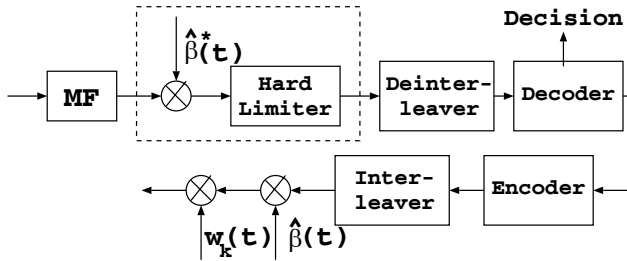 Decision
β̂*(t)
MF
Hard
Limiter
Deinter-
leaver
Decoder
Inter-
leaver
Encoder
w_k(t)
β̂(t)